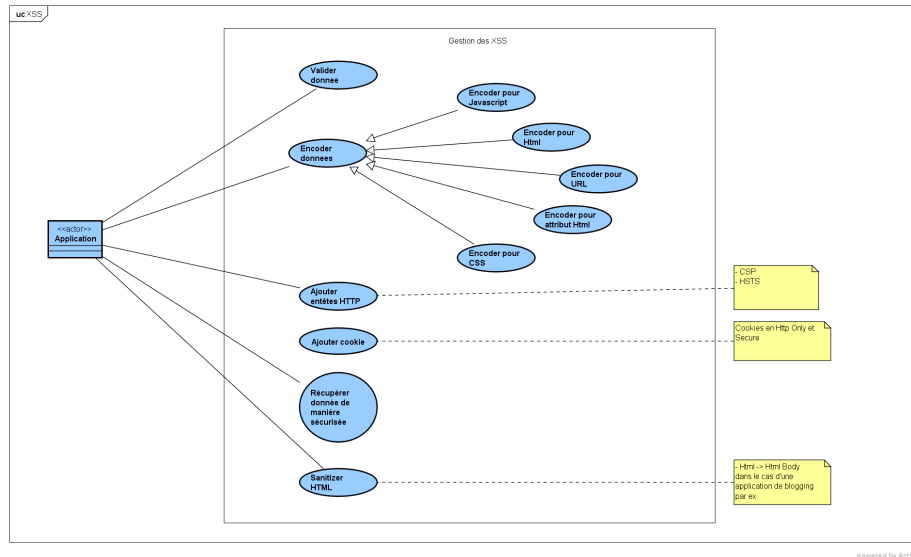 uc XSS
Gestion des XSS
Valider
donnee
Encoder pour
Javascript
Encoder pour
Html
Encoder
donnees
Encoder pour
URL
Encoder pour
attribut Html
<<actor>>
Application
Encoder pour
CSS
Ajouter
entêtes HTTP
- CSP
- HSTS
Ajouter cookie
Cookies en Http Only et
Secure
Récupérer
donnée de
manière
sécurisée
Sanitizer
HTML
- Html -> Html Body
dans le cas d'une
application de blogging
par ex
powered by Ast